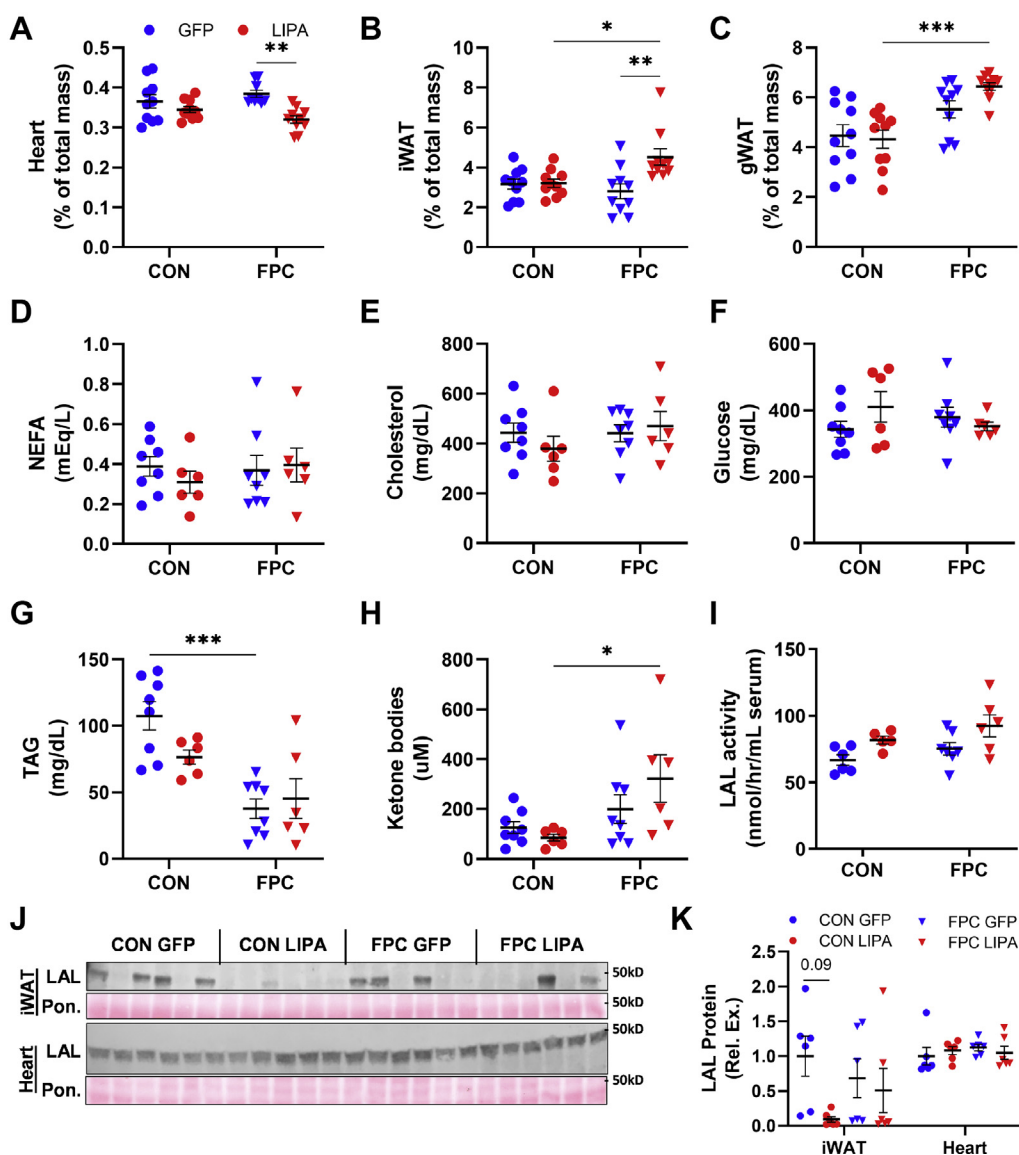 A
GFP LIPA
Heart
(% of total mass)
0.5
0.4
0.3
0.2
0.1
0.0
**
CON FPC
B
iWAT
(% of total mass)
10
8
6
4
2
0
*
**
CON FPC
C
gWAT
(% of total mass)
8
6
4
2
0
***
CON FPC
D
NEFA
(mEq/L)
1.0
0.8
0.6
0.4
0.2
0.0
CON FPC
E
Cholesterol
(mg/dL)
800
600
400
200
0
CON FPC
F
Glucose
(mg/dL)
600
400
200
0
CON FPC
G
TAG
(mg/dL)
150
100
50
0
***
CON FPC
H
Ketone bodies
(uM)
800
600
400
200
0
*
CON FPC
I
LAL activity
(nmol/hr/mL serum)
150
100
50
0
CON FPC
J
CON GFP CON LIPA FPC GFP FPC LIPA
iWAT
LAL 50kD
Pon. 50kD
Heart
LAL
Pon. 50kD
K
CON GFP FPC GFP
CON LIPA FPC LIPA
LAL Protein
(Rel. Ex.)
2.5
2.0
1.5
1.0
0.5
0.0
0.09
iWAT Heart